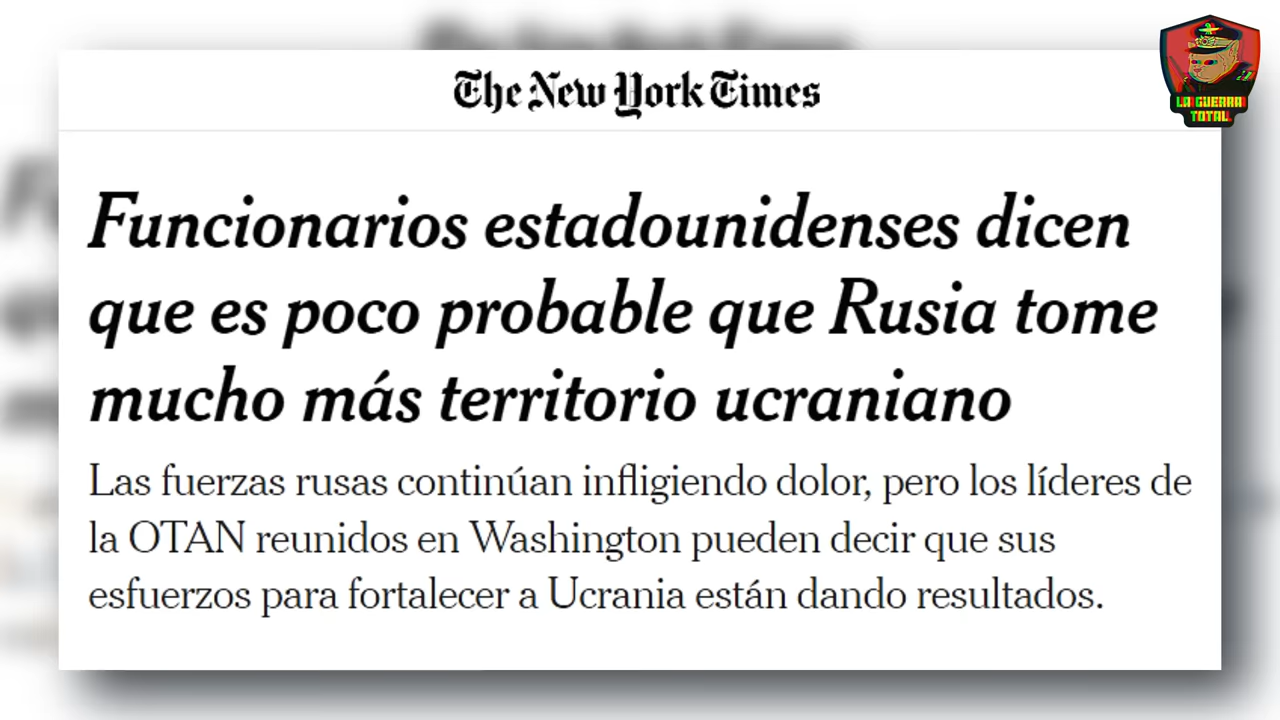 The New York Times
LA GUERRA
TOTAL
Funcionarios estadounidenses dicen
que es poco probable que Rusia tome
mucho más territorio ucraniano
Las fuerzas rusas continúan infligiendo dolor, pero los líderes de
la OTAN reunidos en Washington pueden decir que sus
esfuerzos para fortalecer a Ucrania están dando resultados.